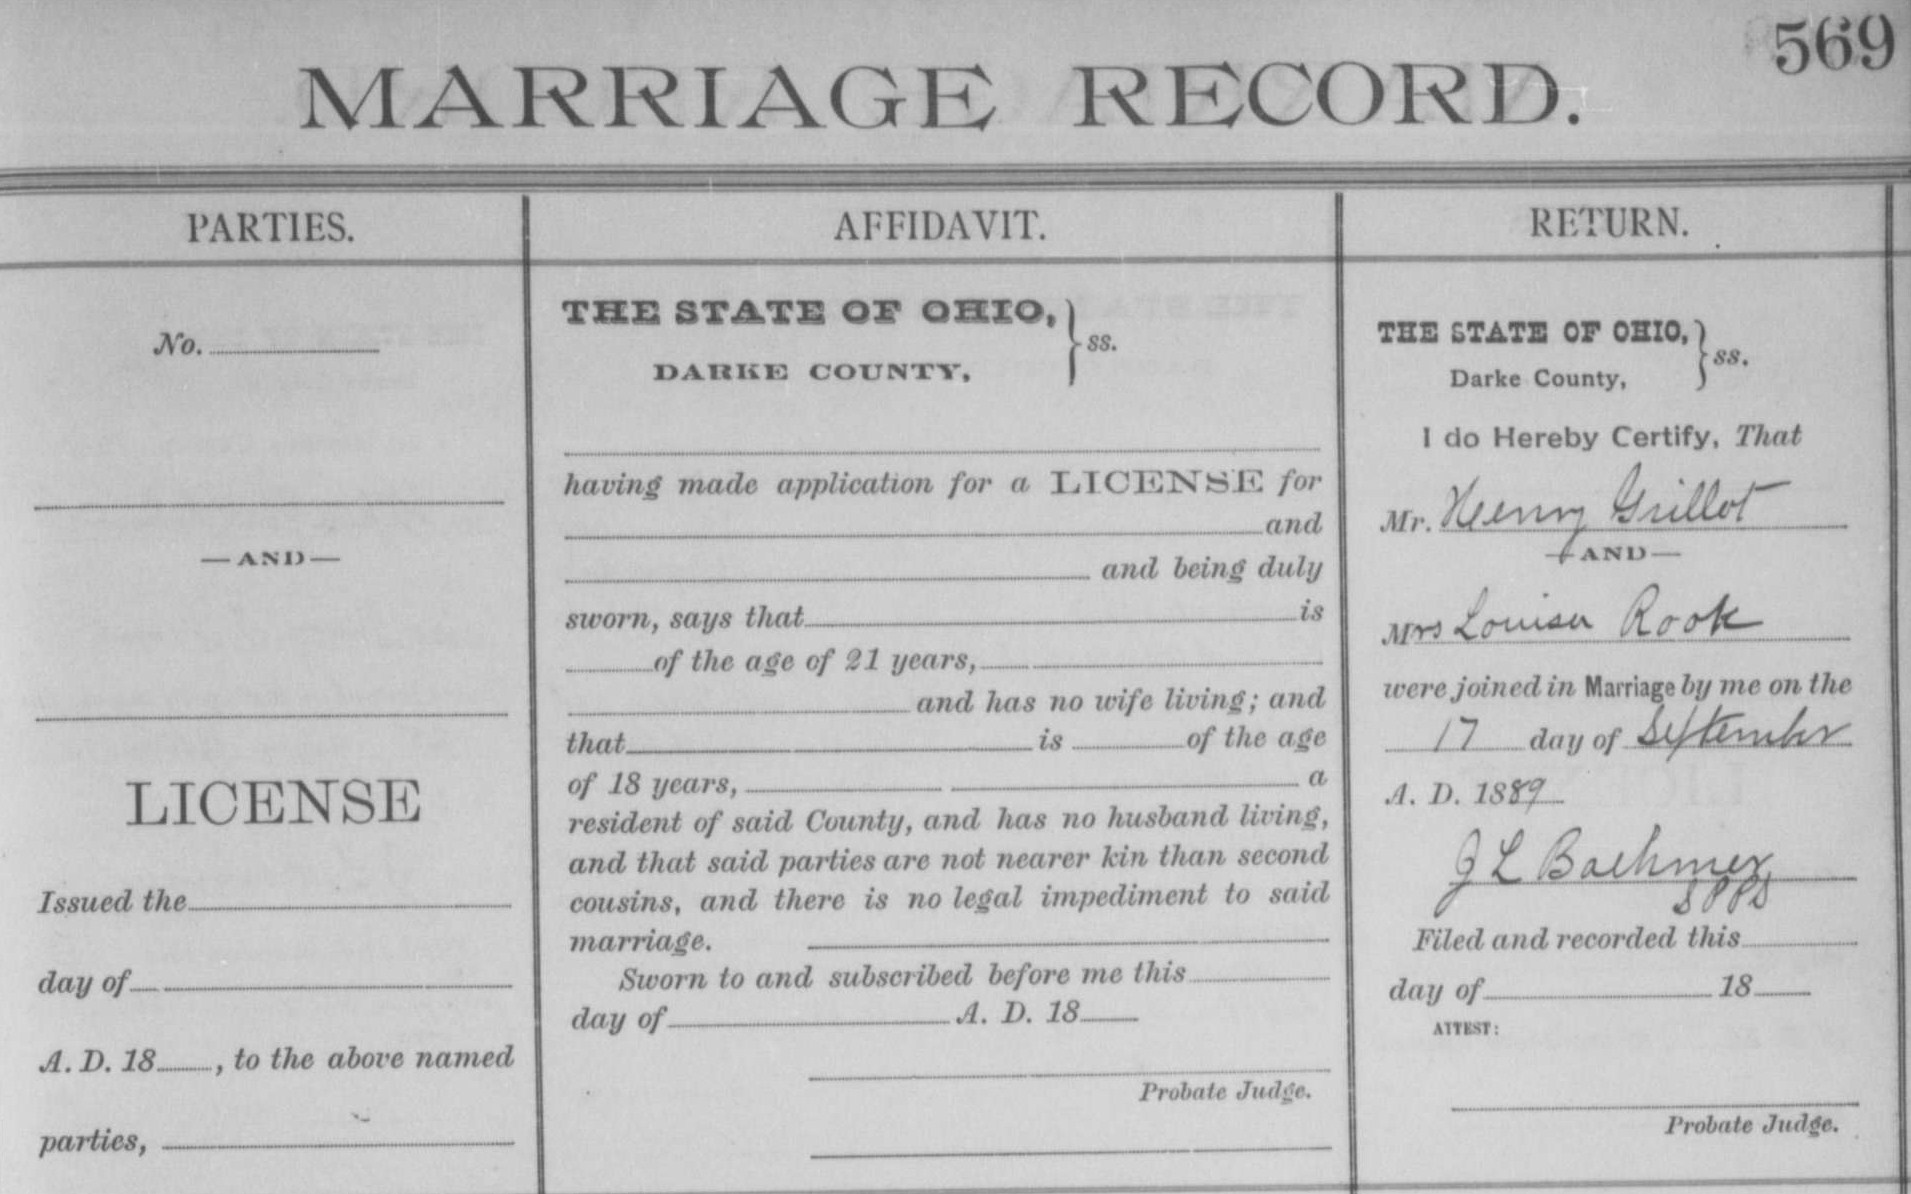 569
MARRIAGE RECORD.
PARTIES.
No.
—AND—
LICENSE
Issued the
day of
A. D. 18 , to the above named
parties,
AFFIDAVIT.
THE STATE OF OHIO,
DARKE COUNTY, } ss.
having made application for a LICENSE for
and
and being duly
sworn, says that is
of the age of 21 years,
and has no wife living; and
that is of the age
of 18 years, a
resident of said County, and has no husband living,
and that said parties are not nearer kin than second
cousins, and there is no legal impediment to said
marriage.
Sworn to and subscribed before me this
day of A. D. 18
Probate Judge.
RETURN.
THE STATE OF OHIO,
Darke County, } ss.
I do Hereby Certify, That
Mr. Henry Grillot
—AND—
Mrs Louisa Rook
were joined in Marriage by me on the
17 day of September
A. D. 1889
J L Boehmer
S P P S
Filed and recorded this
day of 18
ATTEST:
Probate Judge.